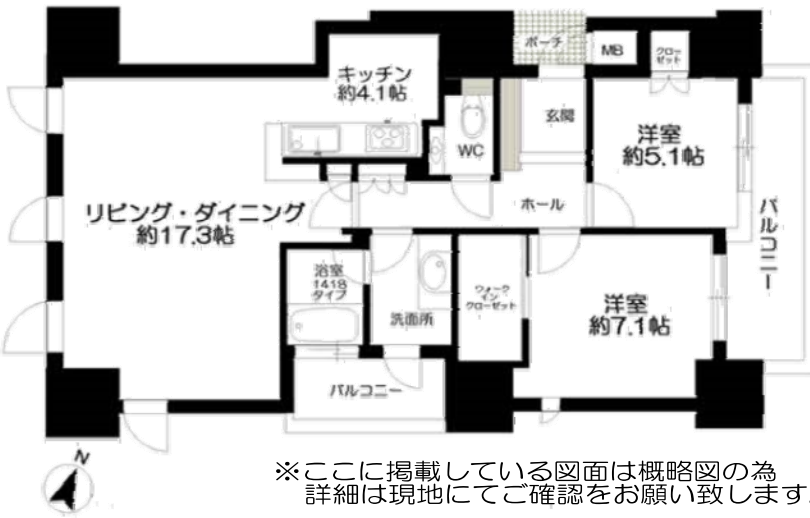 ポーチ
MB
クロー
ゼット
キッチン
約4.1帖
玄関
洋室
約5.1帖
WC
リビング・ダイニング
約17.3帖
ホール
バルコニー
浴室
1418
タイプ
洗面所
ウォーク
イン
クローゼット
洋室
約7.1帖
バルコニー
N
※ここに掲載している図面は概略図の為
詳細は現地にてご確認をお願い致します。